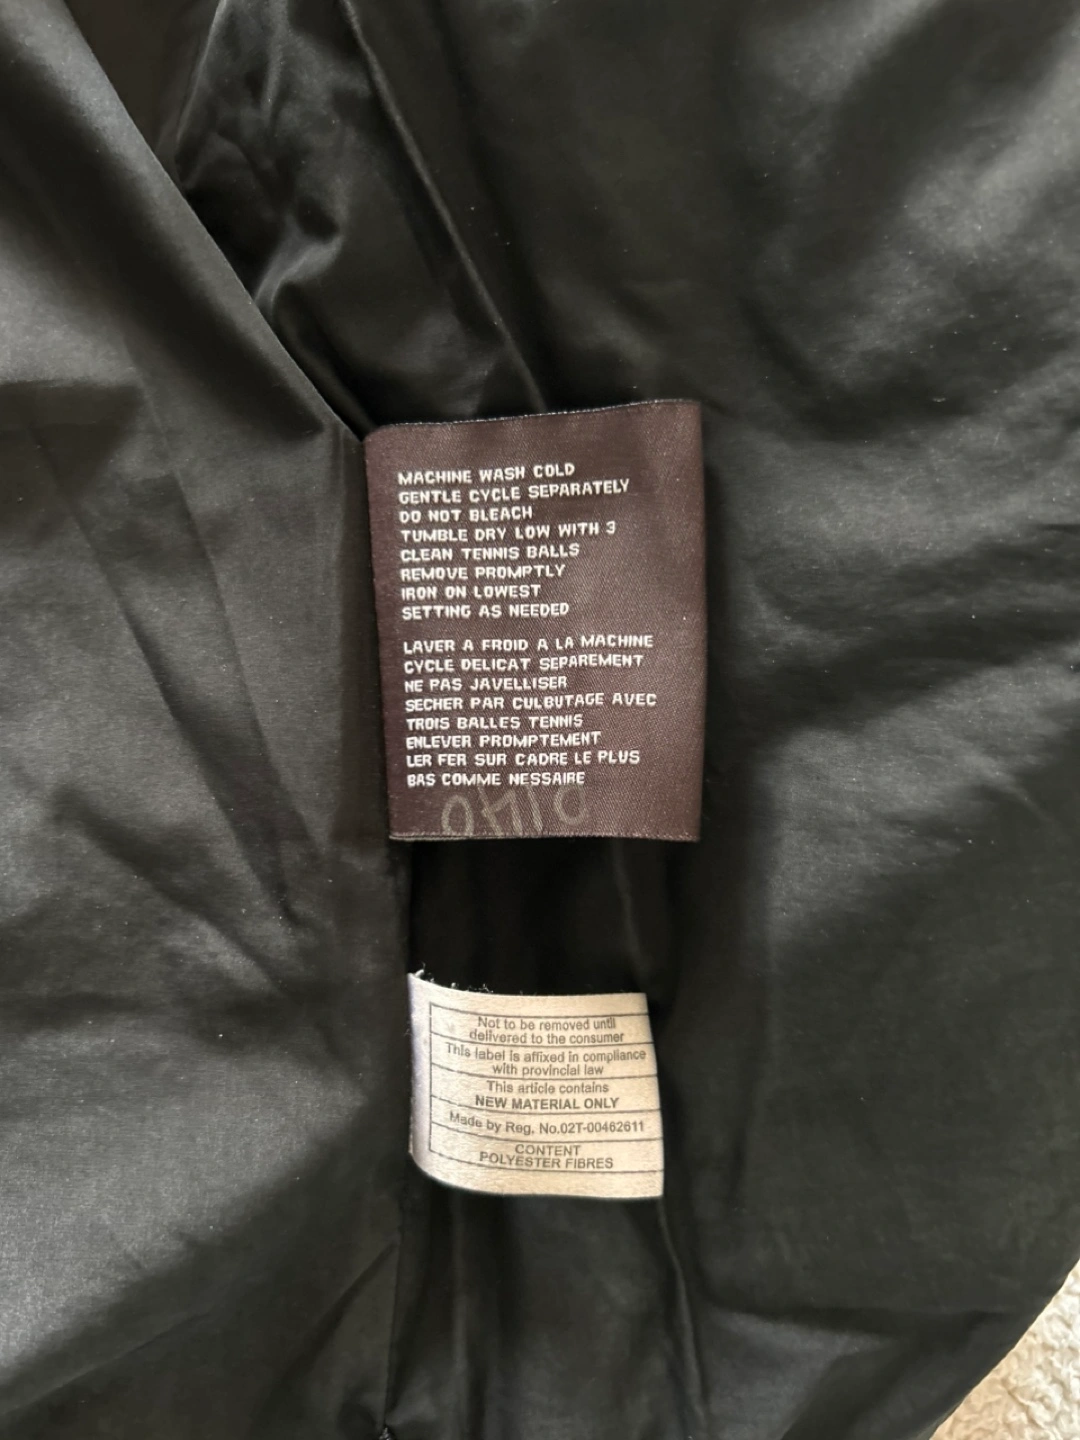 MACHINE WASH COLD
GENTLE CYCLE SEPARATELY
DO NOT BLEACH
TUMBLE DRY LOW WITH 3
CLEAN TENNIS BALLS
REMOVE PROMPTLY
IRON ON LOWEST
SETTING AS NEEDED
LAVER A FROID A LA MACHINE
CYCLE DELICAT SEPAREMENT
NE PAS JAVELLISER
SECHER PAR CULBUTAGE AVEC
TROIS BALLES TENNIS
ENLEVER PROMPTEMENT
LER FER SUR CADRE LE PLUS
BAS COMME NESSAIRE
Not to be removed until
delivered to the consumer
This label is affixed in compliance
with provincial law
This article contains
NEW MATERIAL ONLY
Made by Reg. No.02T-00462611
CONTENT
POLYESTER FIBRES